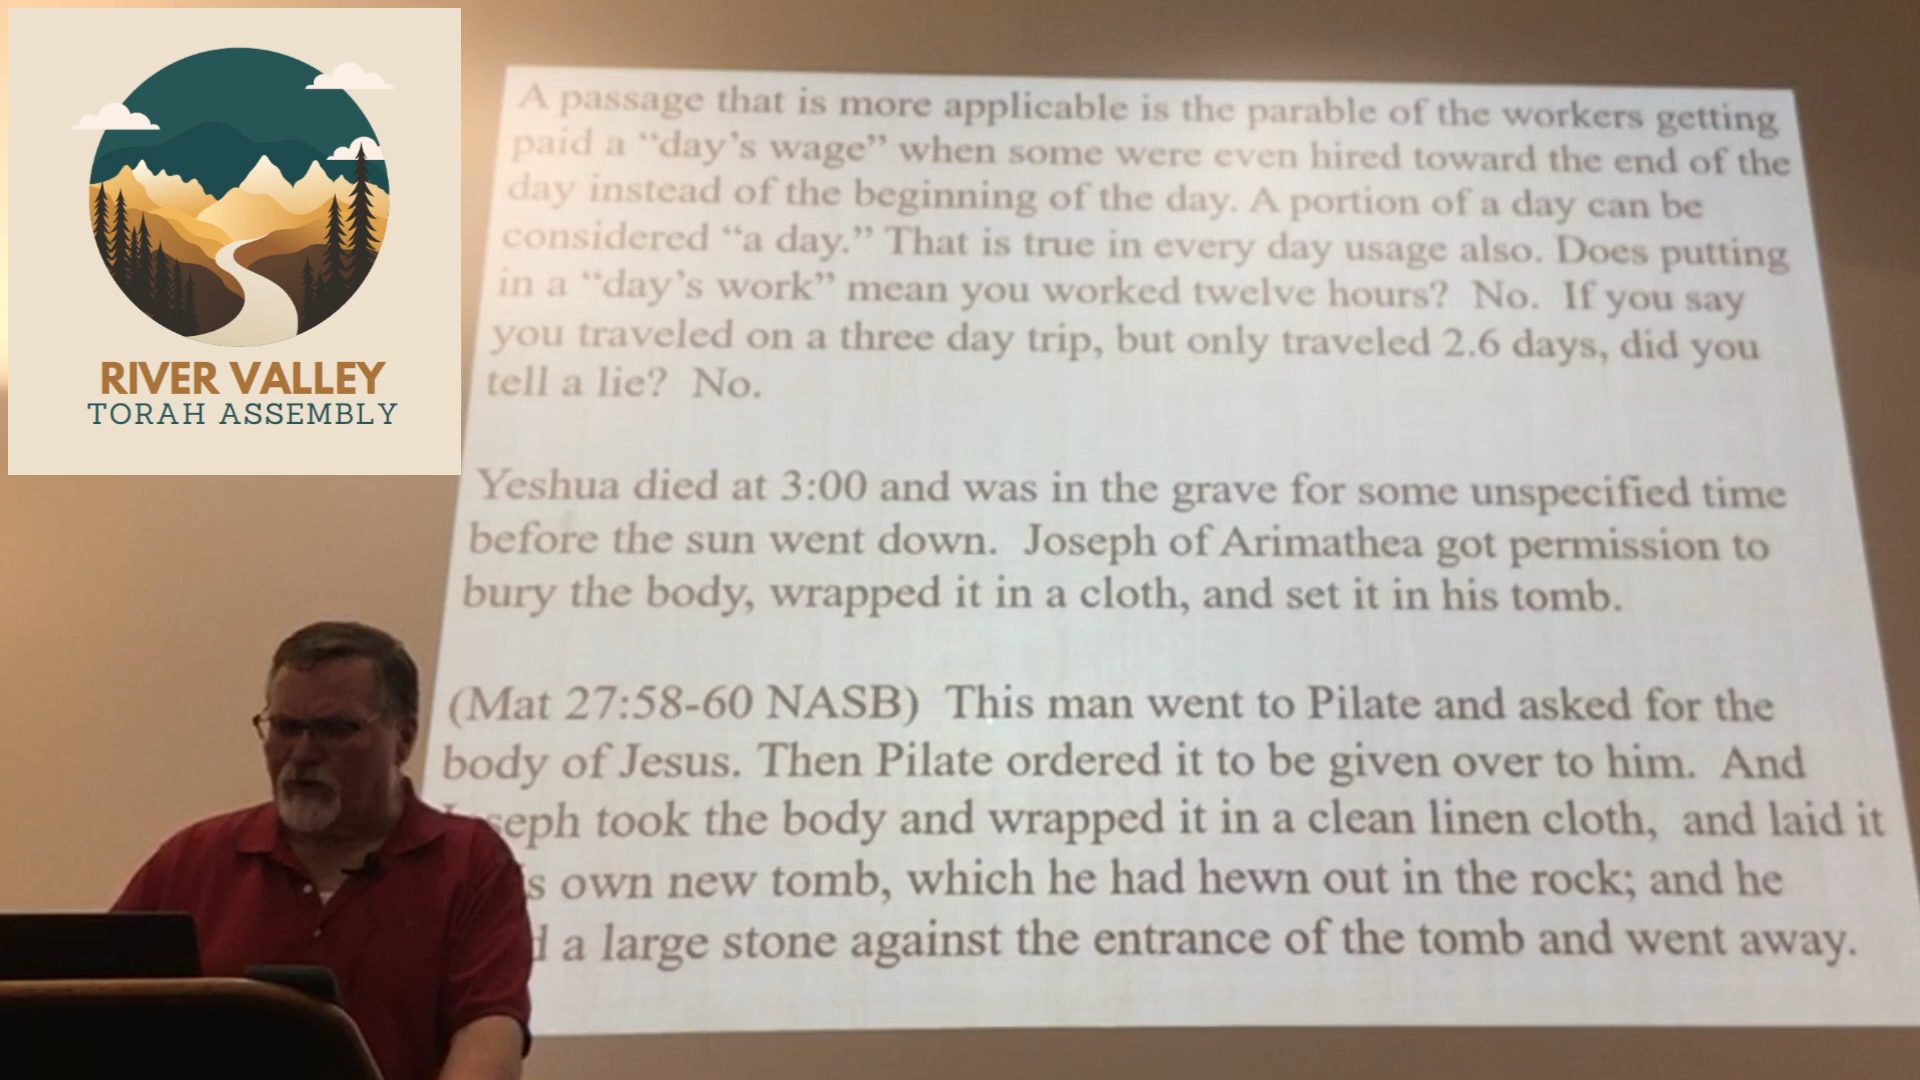 RIVER VALLEY
TORAH ASSEMBLY
A passage that is more applicable is the parable of the workers getting
paid a “day’s wage” when some were even hired toward the end of the
day instead of the beginning of the day. A portion of a day can be
considered “a day.” That is true in every day usage also. Does putting
in a “day’s work” mean you worked twelve hours? No. If you say
you traveled on a three day trip, but only traveled 2.6 days, did you
tell a lie? No.
Yeshua died at 3:00 and was in the grave for some unspecified time
before the sun went down. Joseph of Arimathea got permission to
bury the body, wrapped it in a cloth, and set it in his tomb.
(Mat 27:58-60 NASB) This man went to Pilate and asked for the
body of Jesus. Then Pilate ordered it to be given over to him. And
seph took the body and wrapped it in a clean linen cloth, and laid it
s own new tomb, which he had hewn out in the rock; and he
d a large stone against the entrance of the tomb and went away.